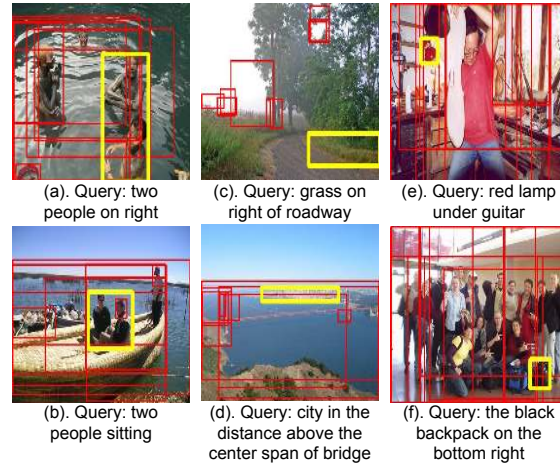 (a). Query: two
people on right
(c). Query: grass on
right of roadway
(e). Query: red lamp
under guitar
(b). Query: two
people sitting
(d). Query: city in the
distance above the
center span of bridge
(f). Query: the black
backpack on the
bottom right